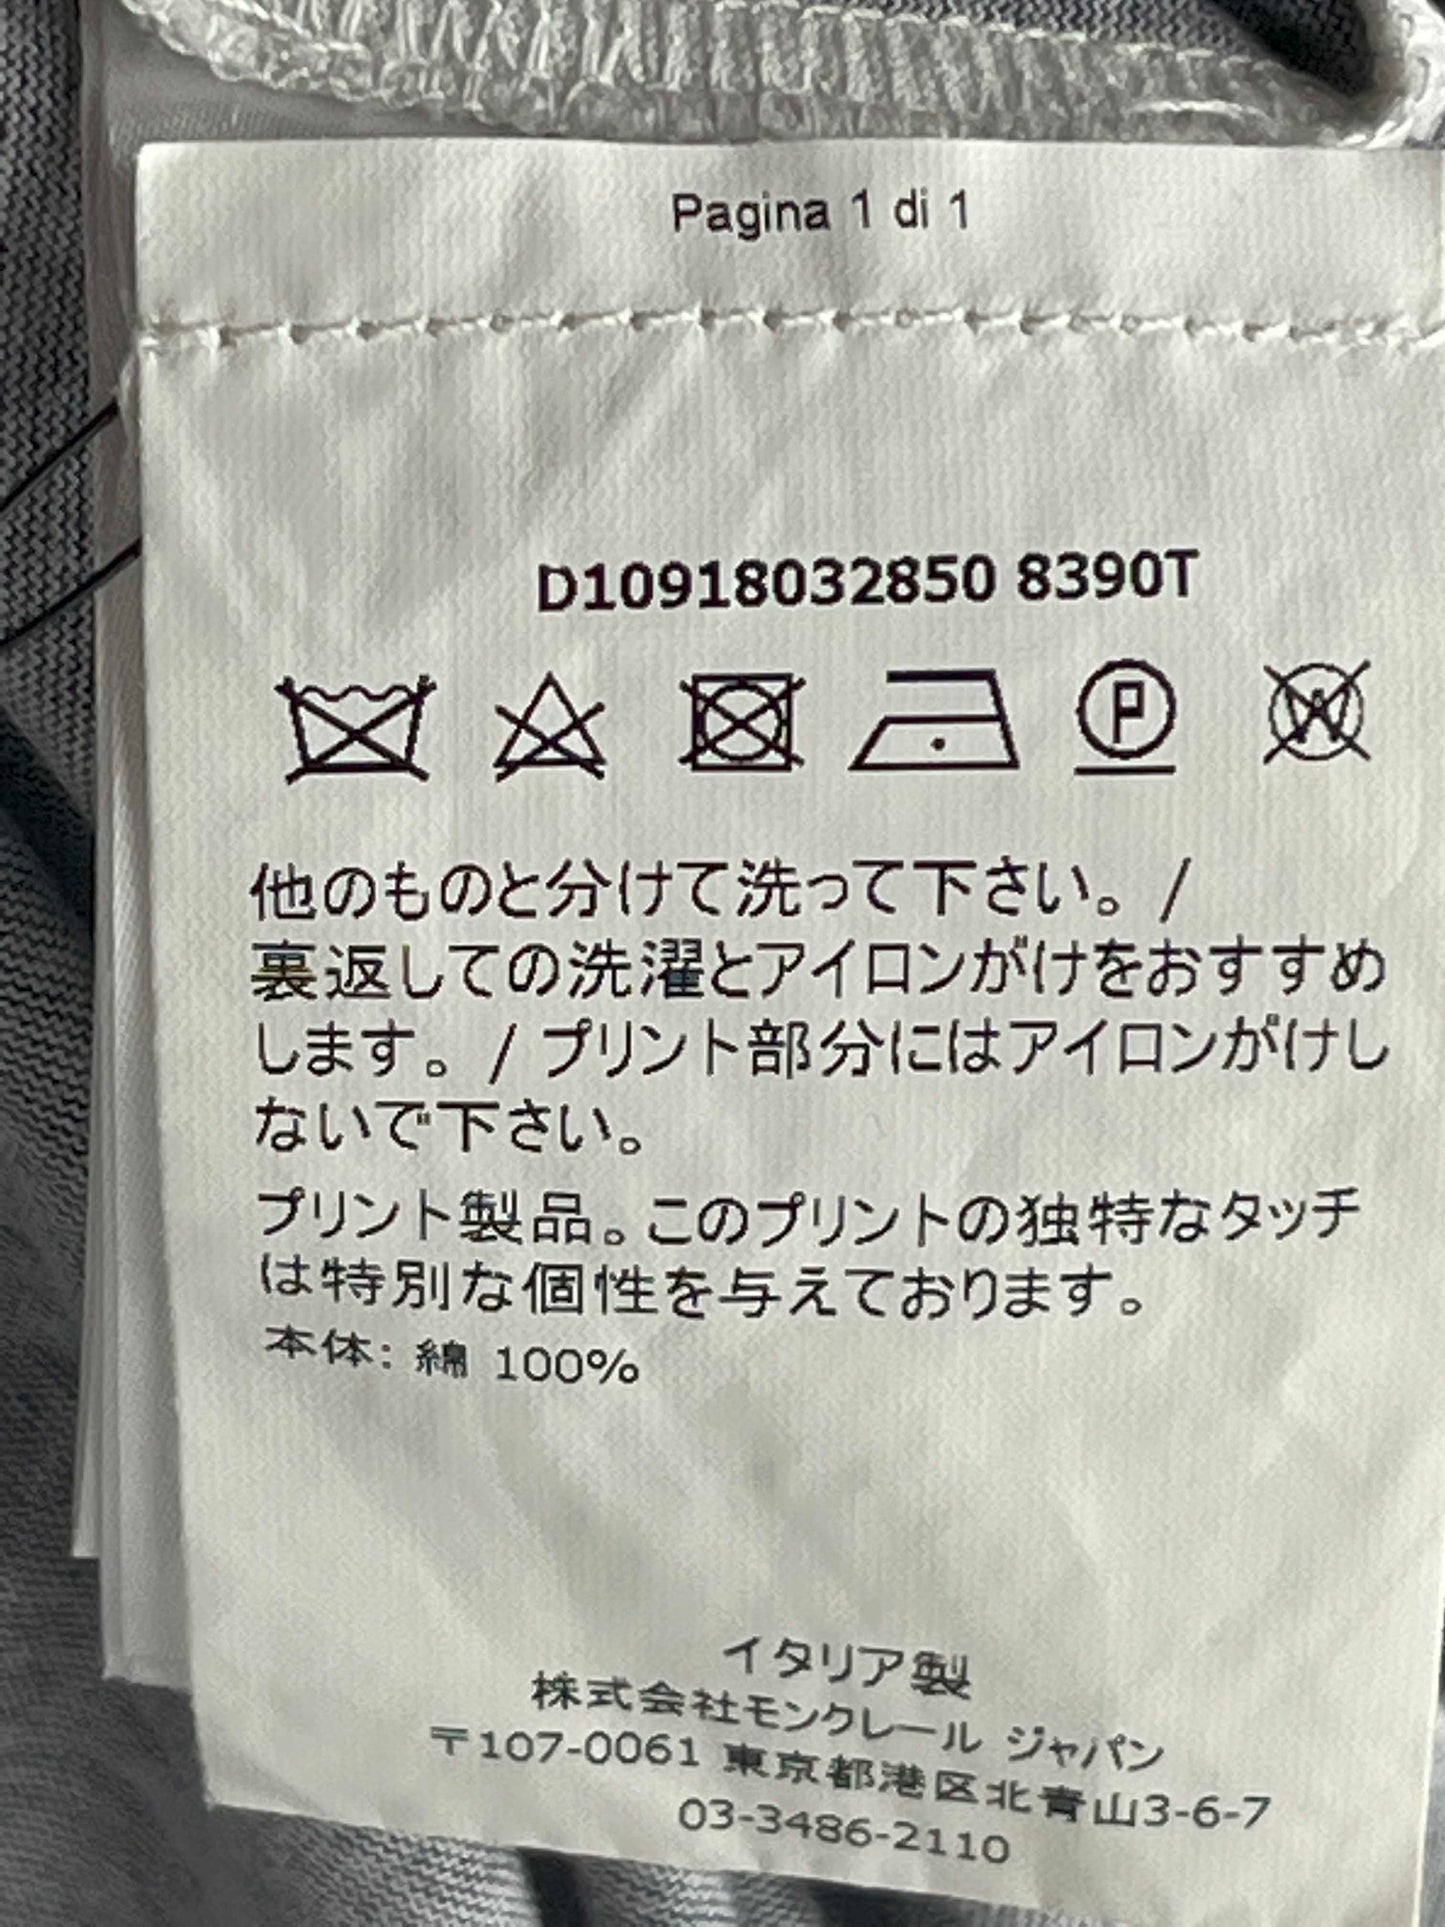 Pagina 1 di 1
D10918032850 8390T
P
W
他のものと分けて洗って下さい。 /
裏返しての洗濯とアイロンがけをおすすめ
します。 / プリント部分にはアイロンがけし
ないで下さい。
プリント製品。このプリントの独特なタッチ
は特別な個性を与えております。
本体: 綿 100%
イタリア製
株式会社モンクレール ジャパン
〒107-0061 東京都港区北青山3-6-7
03-3486-2110